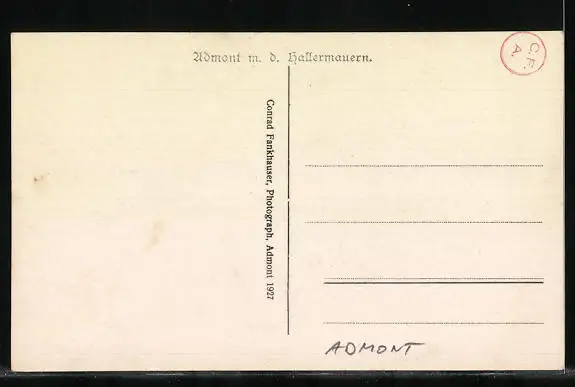 Admont m. d. Hallermauern.
C. F.
A.
Conrad Fankhauser, Photograph, Admont 1927
ADMONT